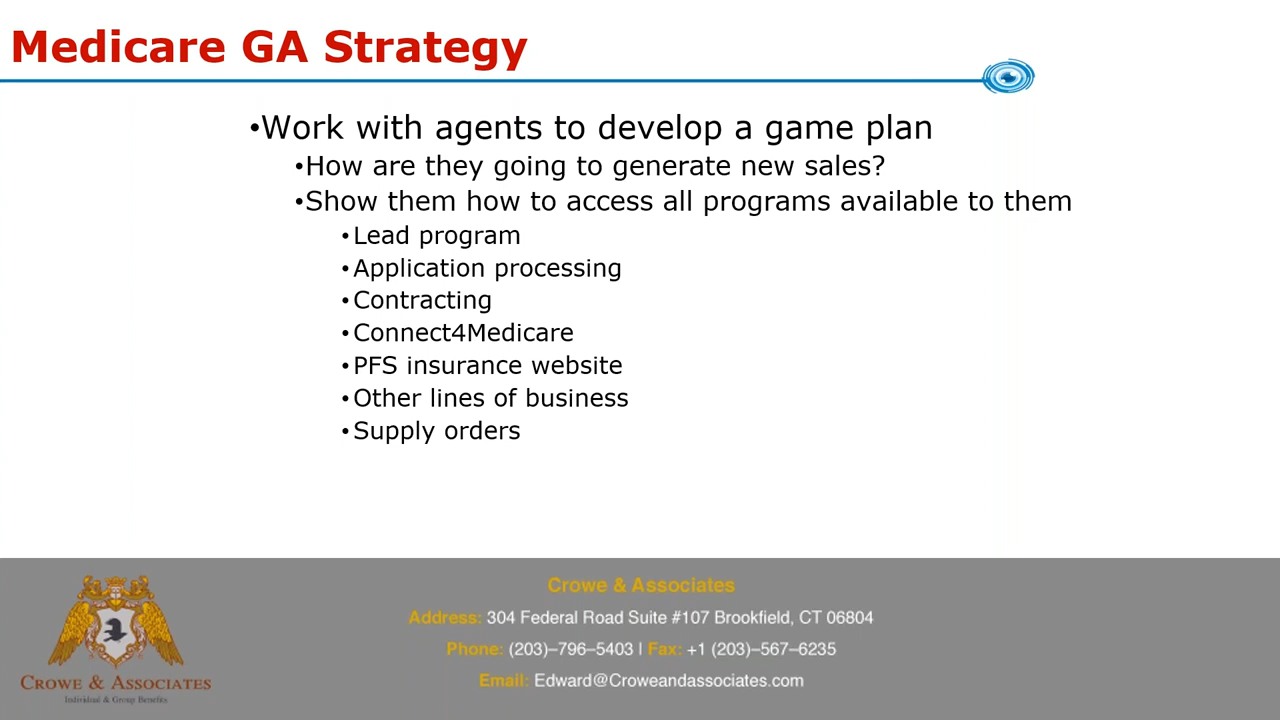 Medicare GA Strategy
•Work with agents to develop a game plan
•How are they going to generate new sales?
•Show them how to access all programs available to them
•Lead program
•Application processing
•Contracting
•Connect4Medicare
•PFS insurance website
•Other lines of business
•Supply orders
Crowe & Associates
Address: 304 Federal Road Suite #107 Brookfield, CT 06804
Phone: (203)–796–5403 | Fax: +1 (203)–567–6235
Email: Edward@Croweandassociates.com
Crowe & Associates
Individual & Group Benefits